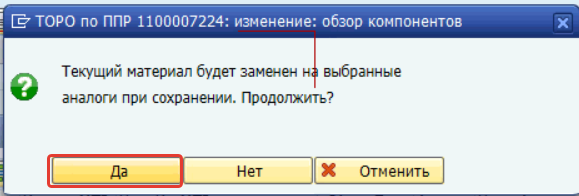 ТОРО по ППР 1100007224: изменение: обзор компонентов
Текущий материал будет заменен на выбранные
аналоги при сохранении. Продолжить?
Да Нет Отменить